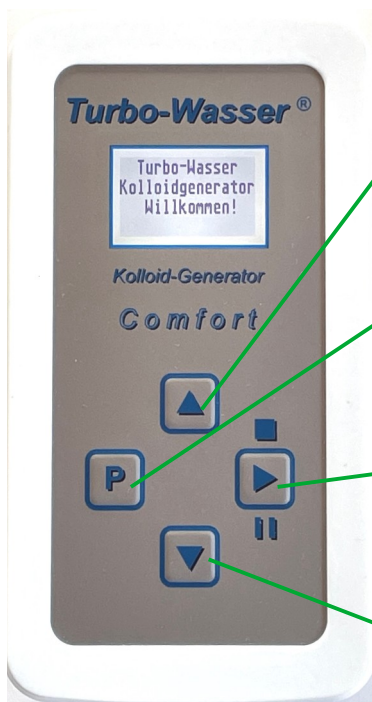 Turbo-Wasser ®
Turbo-Wasser
Kolloidgenerator
Willkommen!
Kolloid-Generator
Comfort
P